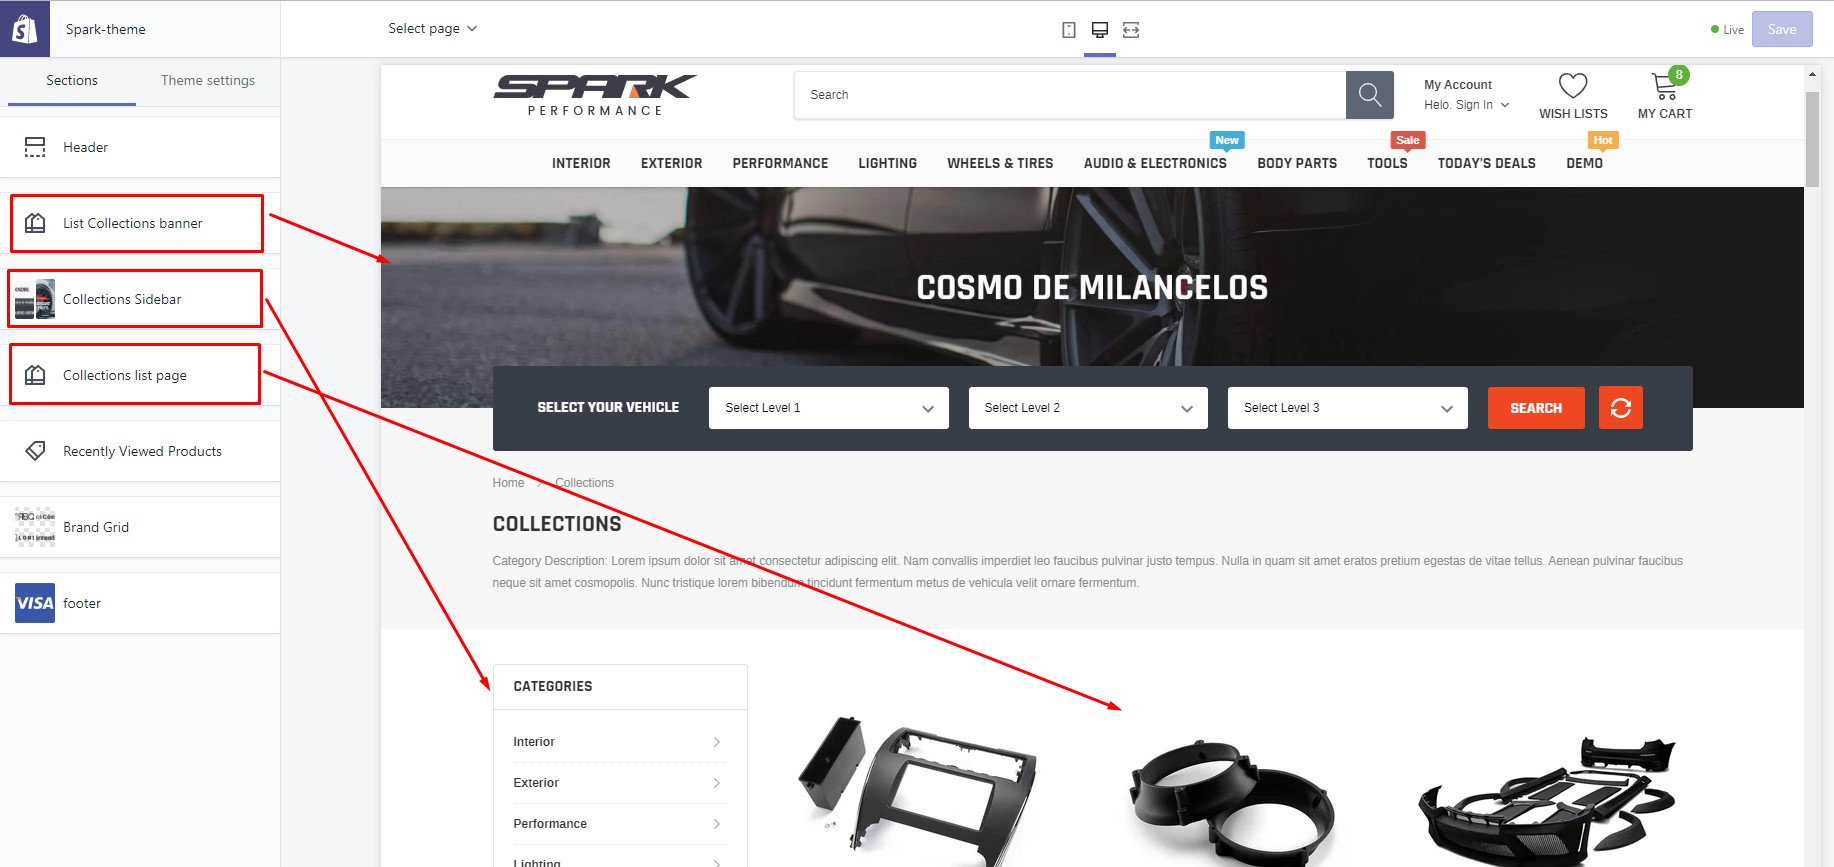 Spark-theme
Select page
Live
Save
Sections
Theme settings
Header
List Collections banner
Collections Sidebar
Collections list page
Recently Viewed Products
Brand Grid
VISA
footer
SPARK
PERFORMANCE
Search
My Account
Helo. Sign In
WISH LISTS
8
MY CART
New
Sale
Hot
INTERIOR EXTERIOR PERFORMANCE LIGHTING WHEELS & TIRES AUDIO & ELECTRONICS BODY PARTS TOOLS TODAY'S DEALS DEMO
COSMO DE MILANCELOS
SELECT YOUR VEHICLE
Select Level 1
Select Level 2
Select Level 3
SEARCH
Home
Collections
COLLECTIONS
Category Description: Lorem ipsum dolor sit amet consectetur adipiscing elit. Nam convallis imperdiet leo faucibus pulvinar justo tempus. Nulla in quam sit amet eratos pretium egestas de vitae tellus. Aenean pulvinar faucibus
neque sit amet cosmopolis. Nunc tristique lorem bibendum tincidunt fermentum metus de vehicula velit ornare fermentum.
CATEGORIES
Interior
Exterior
Performance
Lighting